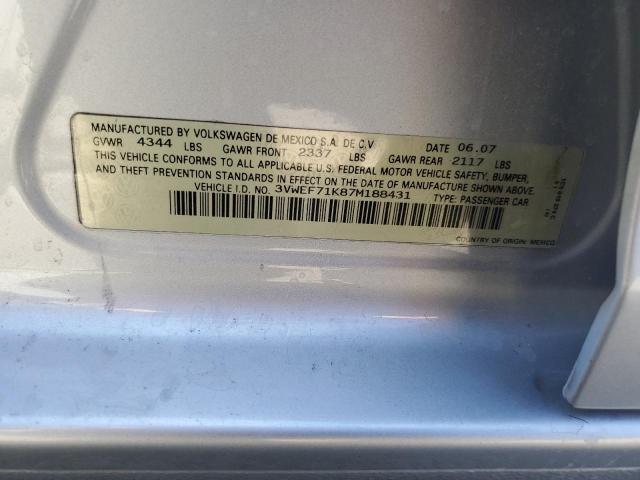 MANUFACTURED BY VOLKSWAGEN DE MEXICO S.A. DE C.V. DATE 06.07
GVWR 4344 LBS GAWR FRONT 2337 LBS GAWR REAR 2117 LBS
THIS VEHICLE CONFORMS TO ALL APPLICABLE U.S. FEDERAL MOTOR VEHICLE SAFETY, BUMPER,
AND THEFT PREVENTION STANDARDS IN EFFECT ON THE DATE OF MANUFACTURE SHOWN ABOVE.
VEHICLE I.D. NO. 3VWEF71K87M188431 TYPE: PASSENGER CAR
COUNTRY OF ORIGIN: MEXICO